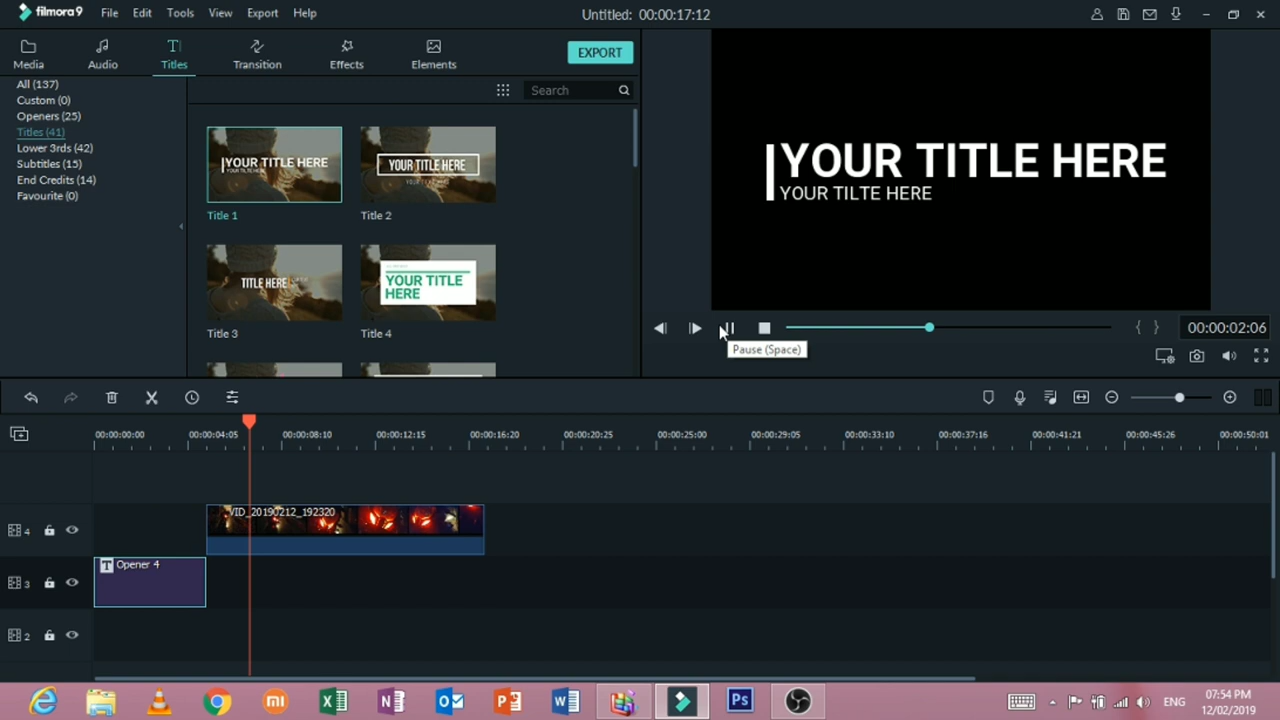 filmora9 File Edit Tools View Export Help Untitled: 00:00:17:12
Media Audio Titles Transition Effects Elements EXPORT
All (137)
Custom (0)
Openers (25)
Titles (41)
Lower 3rds (42)
Subtitles (15)
End Credits (14)
Favourite (0)
Search
YOUR TITLE HERE
YOUR TITLE HERE
Title 1 Title 2
TITLE HERE
YOUR TITLE
HERE
Title 3 Title 4
YOUR TITLE HERE
YOUR TILTE HERE
00:00:02:06
Pause (Space)
00:00:00:00 00:00:04:05 00:00:08:10 00:00:12:15 00:00:16:20 00:00:20:25 00:00:25:00 00:00:29:05 00:00:33:10 00:00:37:16 00:00:41:21 00:00:45:26 00:00:50:01
4 VID_20190212_192320
T Opener 4
3
2
Ps ENG 07:54 PM
12/02/2019